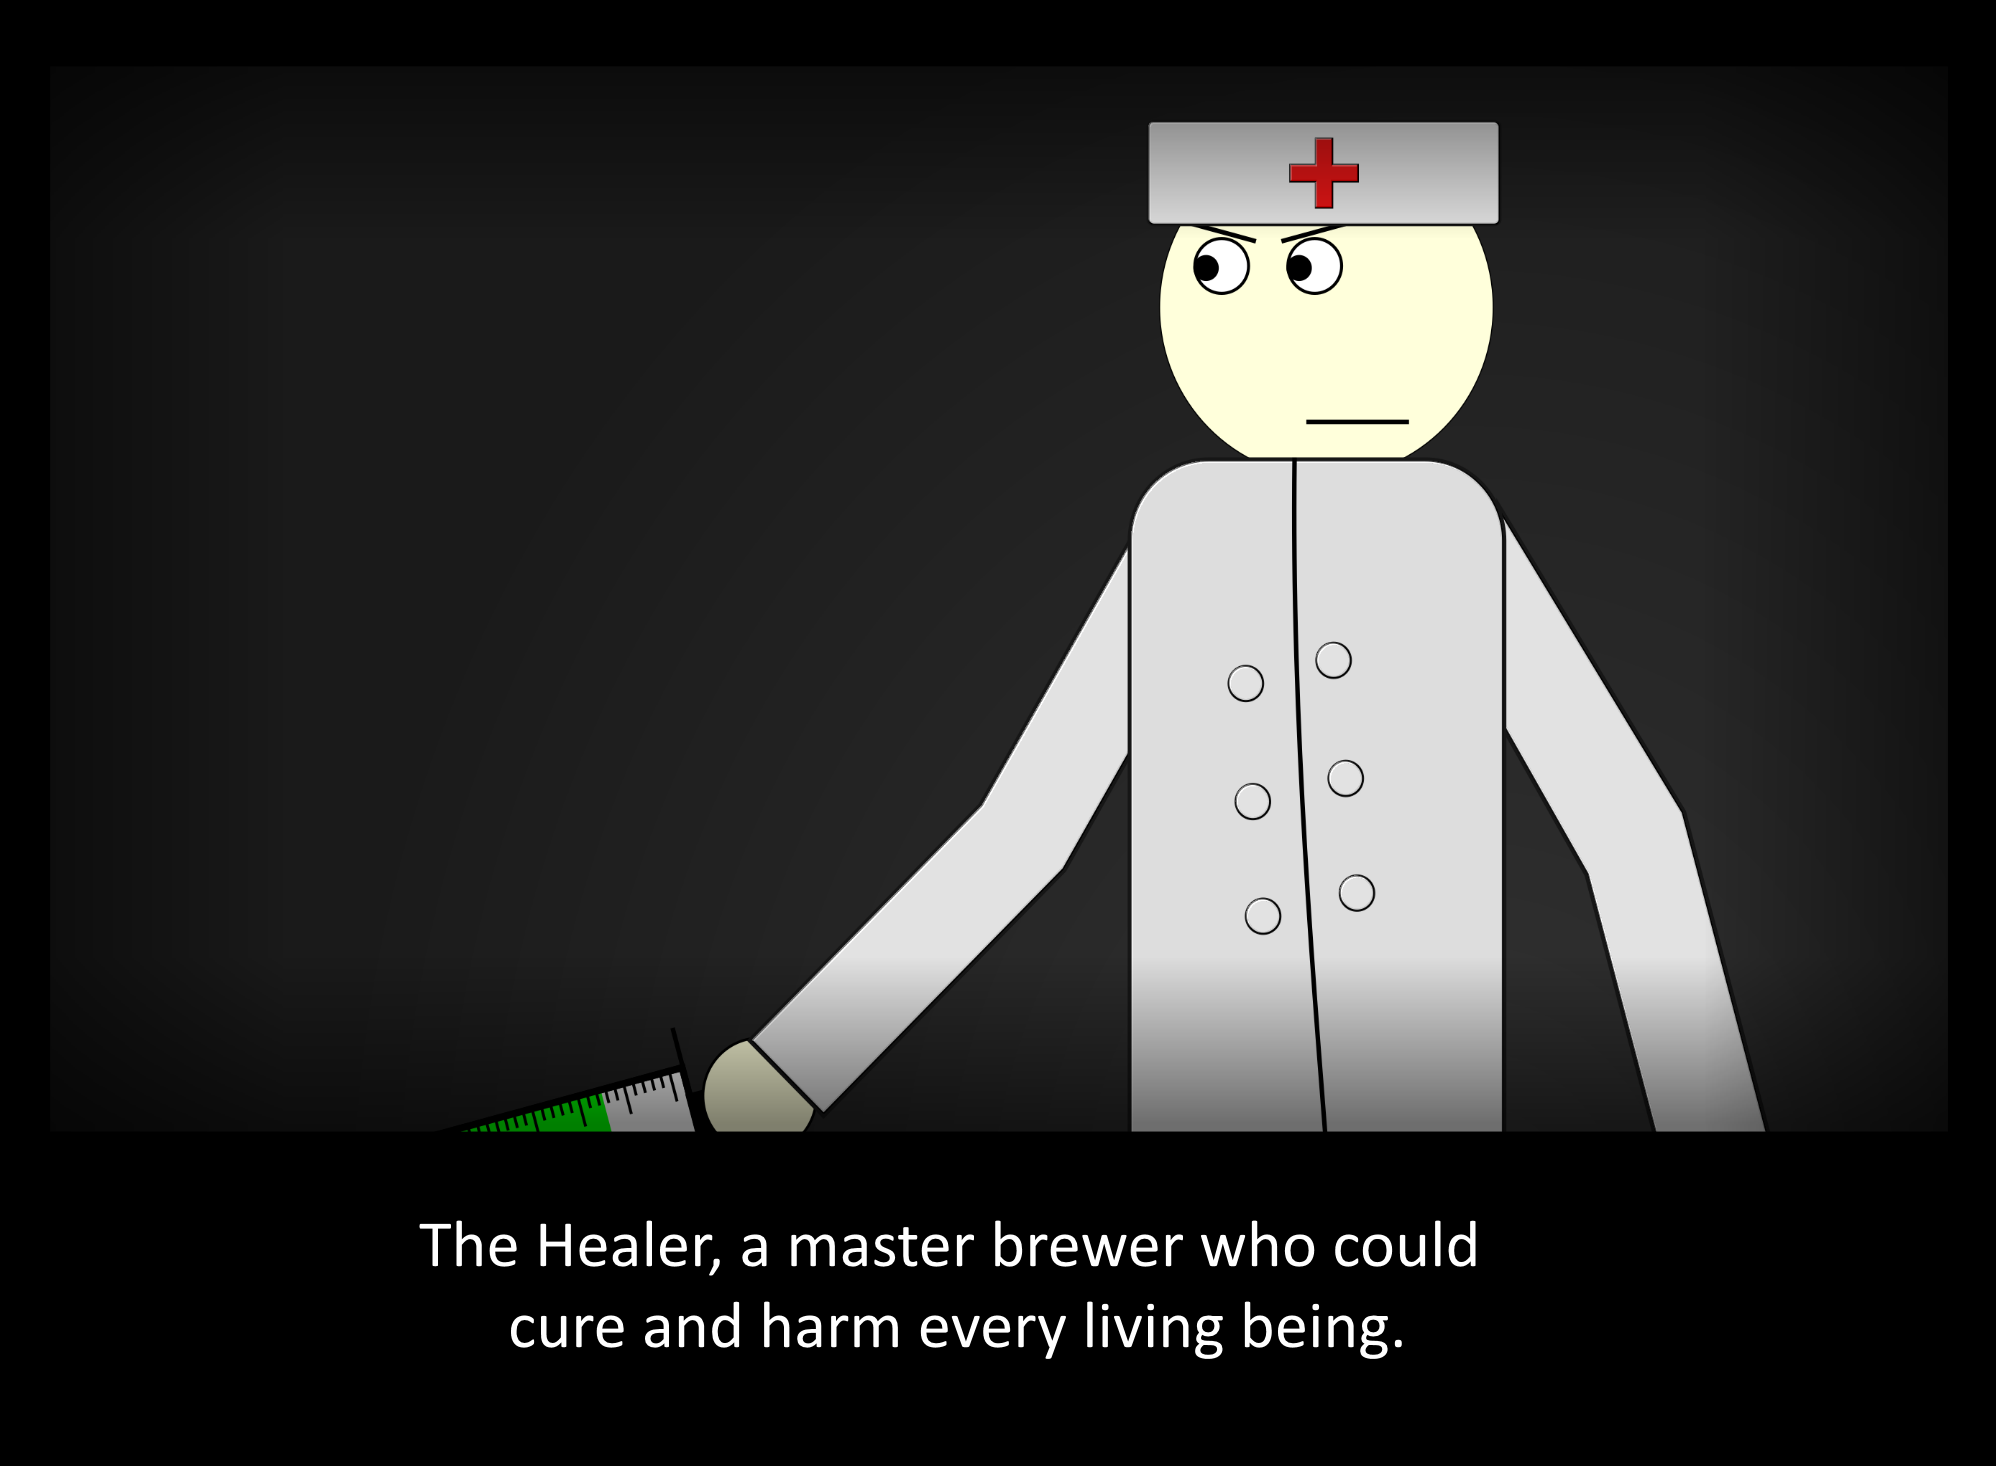 The Healer, a master brewer who could
cure and harm every living being.